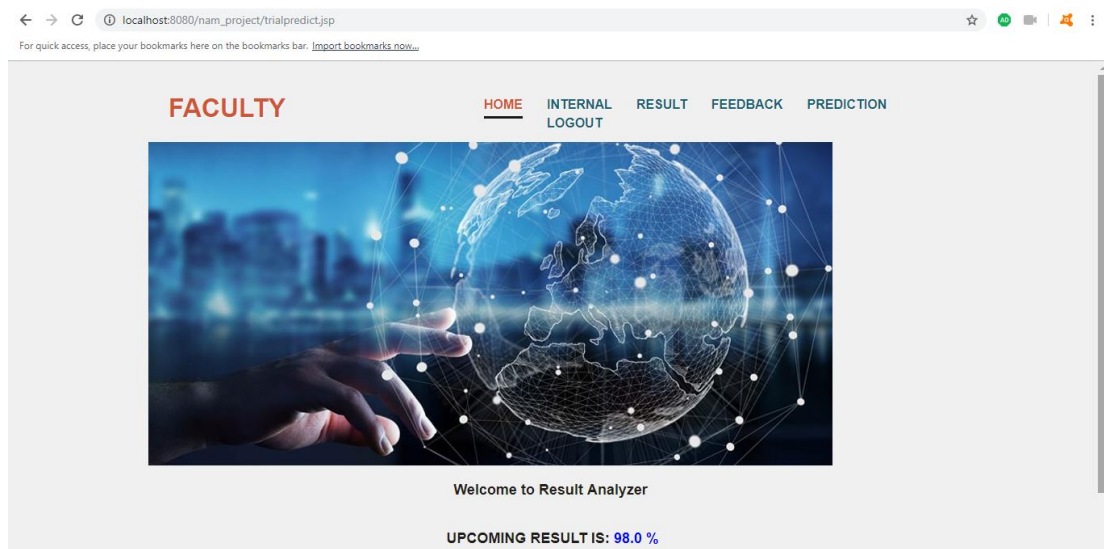 localhost:8080/nam_project/trialpredict.jsp
For quick access, place your bookmarks here on the bookmarks bar. Import bookmarks now...
FACULTY
HOME INTERNAL RESULT FEEDBACK PREDICTION
LOGOUT
Welcome to Result Analyzer
UPCOMING RESULT IS: 98.0 %